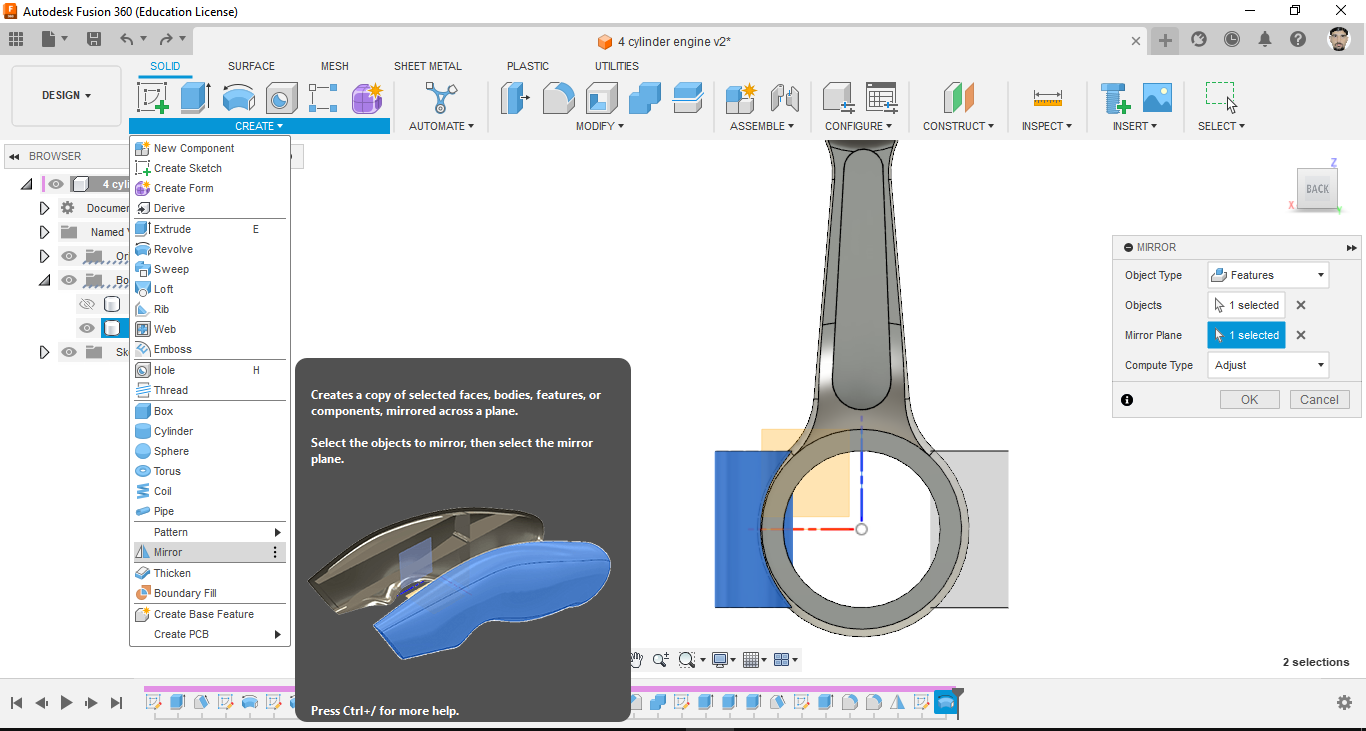 Autodesk Fusion 360 (Education License)
4 cylinder engine v2*
DESIGN
SOLID
SURFACE
MESH
SHEET METAL
PLASTIC
UTILITIES
CREATE
AUTOMATE
MODIFY
ASSEMBLE
CONFIGURE
CONSTRUCT
INSPECT
INSERT
SELECT
BROWSER
4 cyli
Documen
Named
Or
Bo
Sk
New Component
Create Sketch
Create Form
Derive
Extrude E
Revolve
Sweep
Loft
Rib
Web
Emboss
Hole H
Thread
Box
Cylinder
Sphere
Torus
Coil
Pipe
Pattern
Mirror
Thicken
Boundary Fill
Create Base Feature
Create PCB
Creates a copy of selected faces, bodies, features, or
components, mirrored across a plane.
Select the objects to mirror, then select the mirror
plane.
Press Ctrl+/ for more help.
Z
BACK
X
MIRROR
Object Type Features
Objects 1 selected
Mirror Plane 1 selected
Compute Type Adjust
OK Cancel
2 selections